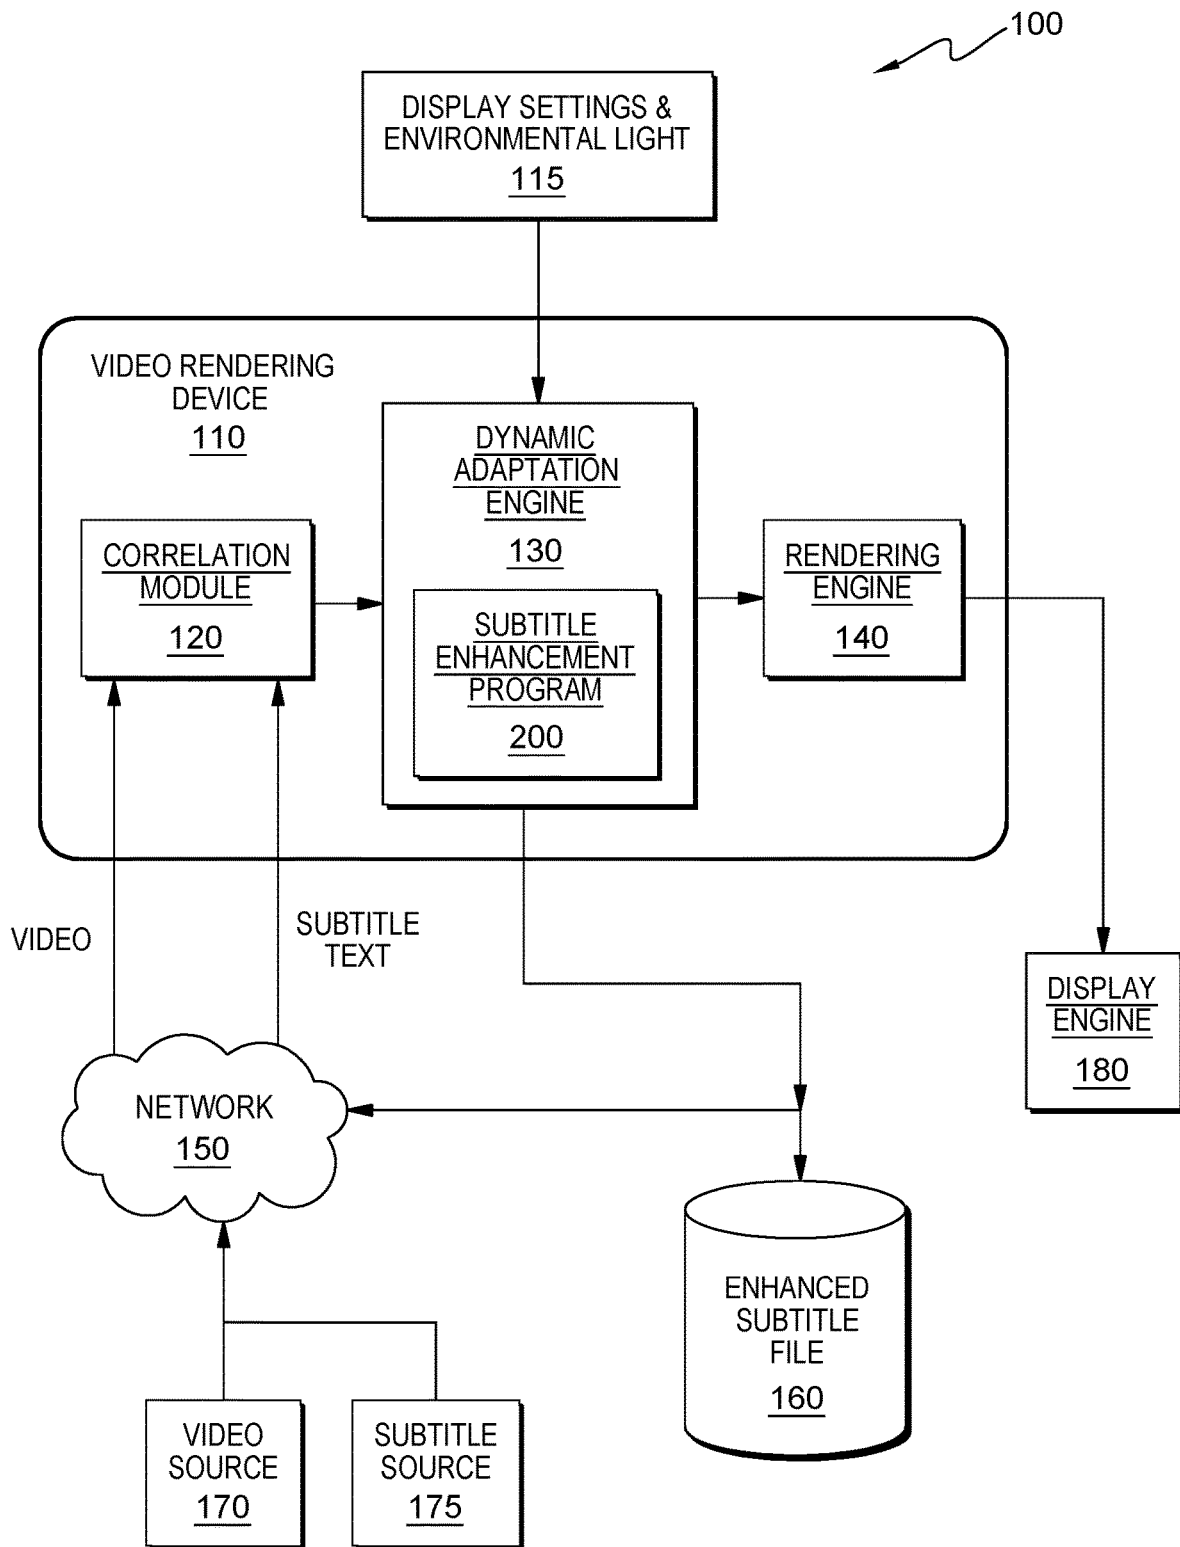 100
DISPLAY SETTINGS &
ENVIRONMENTAL LIGHT
115
VIDEO RENDERING
DEVICE
110
DYNAMIC
ADAPTATION
ENGINE
130
CORRELATION
MODULE
120
SUBTITLE
ENHANCEMENT
PROGRAM
200
RENDERING
ENGINE
140
VIDEO
SUBTITLE
TEXT
DISPLAY
ENGINE
180
NETWORK
150
ENHANCED
SUBTITLE
FILE
160
VIDEO
SOURCE
170
SUBTITLE
SOURCE
175